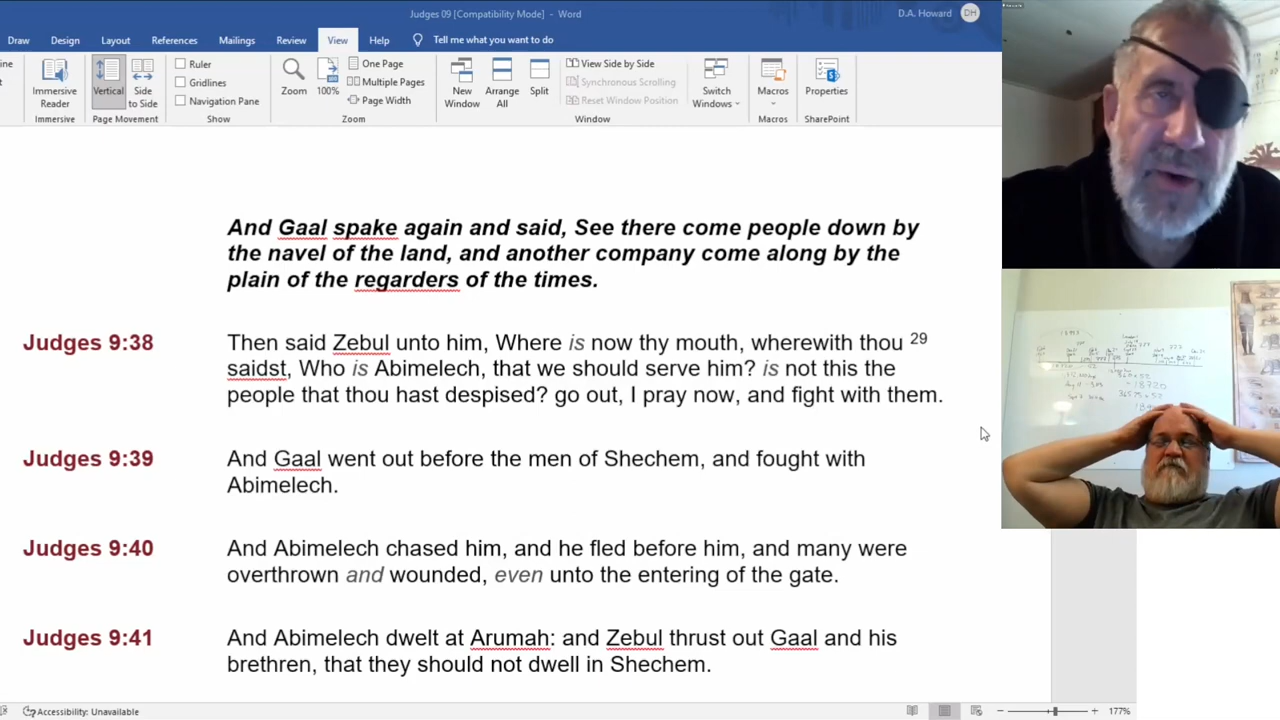 Judges 09 [Compatibility Mode] - Word
D.A. Howard DH
Draw Design Layout References Mailings Review View Help Tell me what you want to do
Immersive Reader
Immersive
Vertical
Side to Side
Page Movement
Ruler
Gridlines
Navigation Pane
Show
Zoom
100%
One Page
Multiple Pages
Page Width
Zoom
New Window
Arrange All
Split
View Side by Side
Synchronous Scrolling
Reset Window Position
Switch Windows
Window
Macros
Macros
Properties
SharePoint
And Gaal spake again and said, See there come people down by
the navel of the land, and another company come along by the
plain of the regarders of the times.
Judges 9:38 Then said Zebul unto him, Where is now thy mouth, wherewith thou 29
saidst, Who is Abimelech, that we should serve him? is not this the
people that thou hast despised? go out, I pray now, and fight with them.
Judges 9:39 And Gaal went out before the men of Shechem, and fought with
Abimelech.
Judges 9:40 And Abimelech chased him, and he fled before him, and many were
overthrown and wounded, even unto the entering of the gate.
Judges 9:41 And Abimelech dwelt at Arumah: and Zebul thrust out Gaal and his
brethren, that they should not dwell in Shechem.
Accessibility: Unavailable
177%